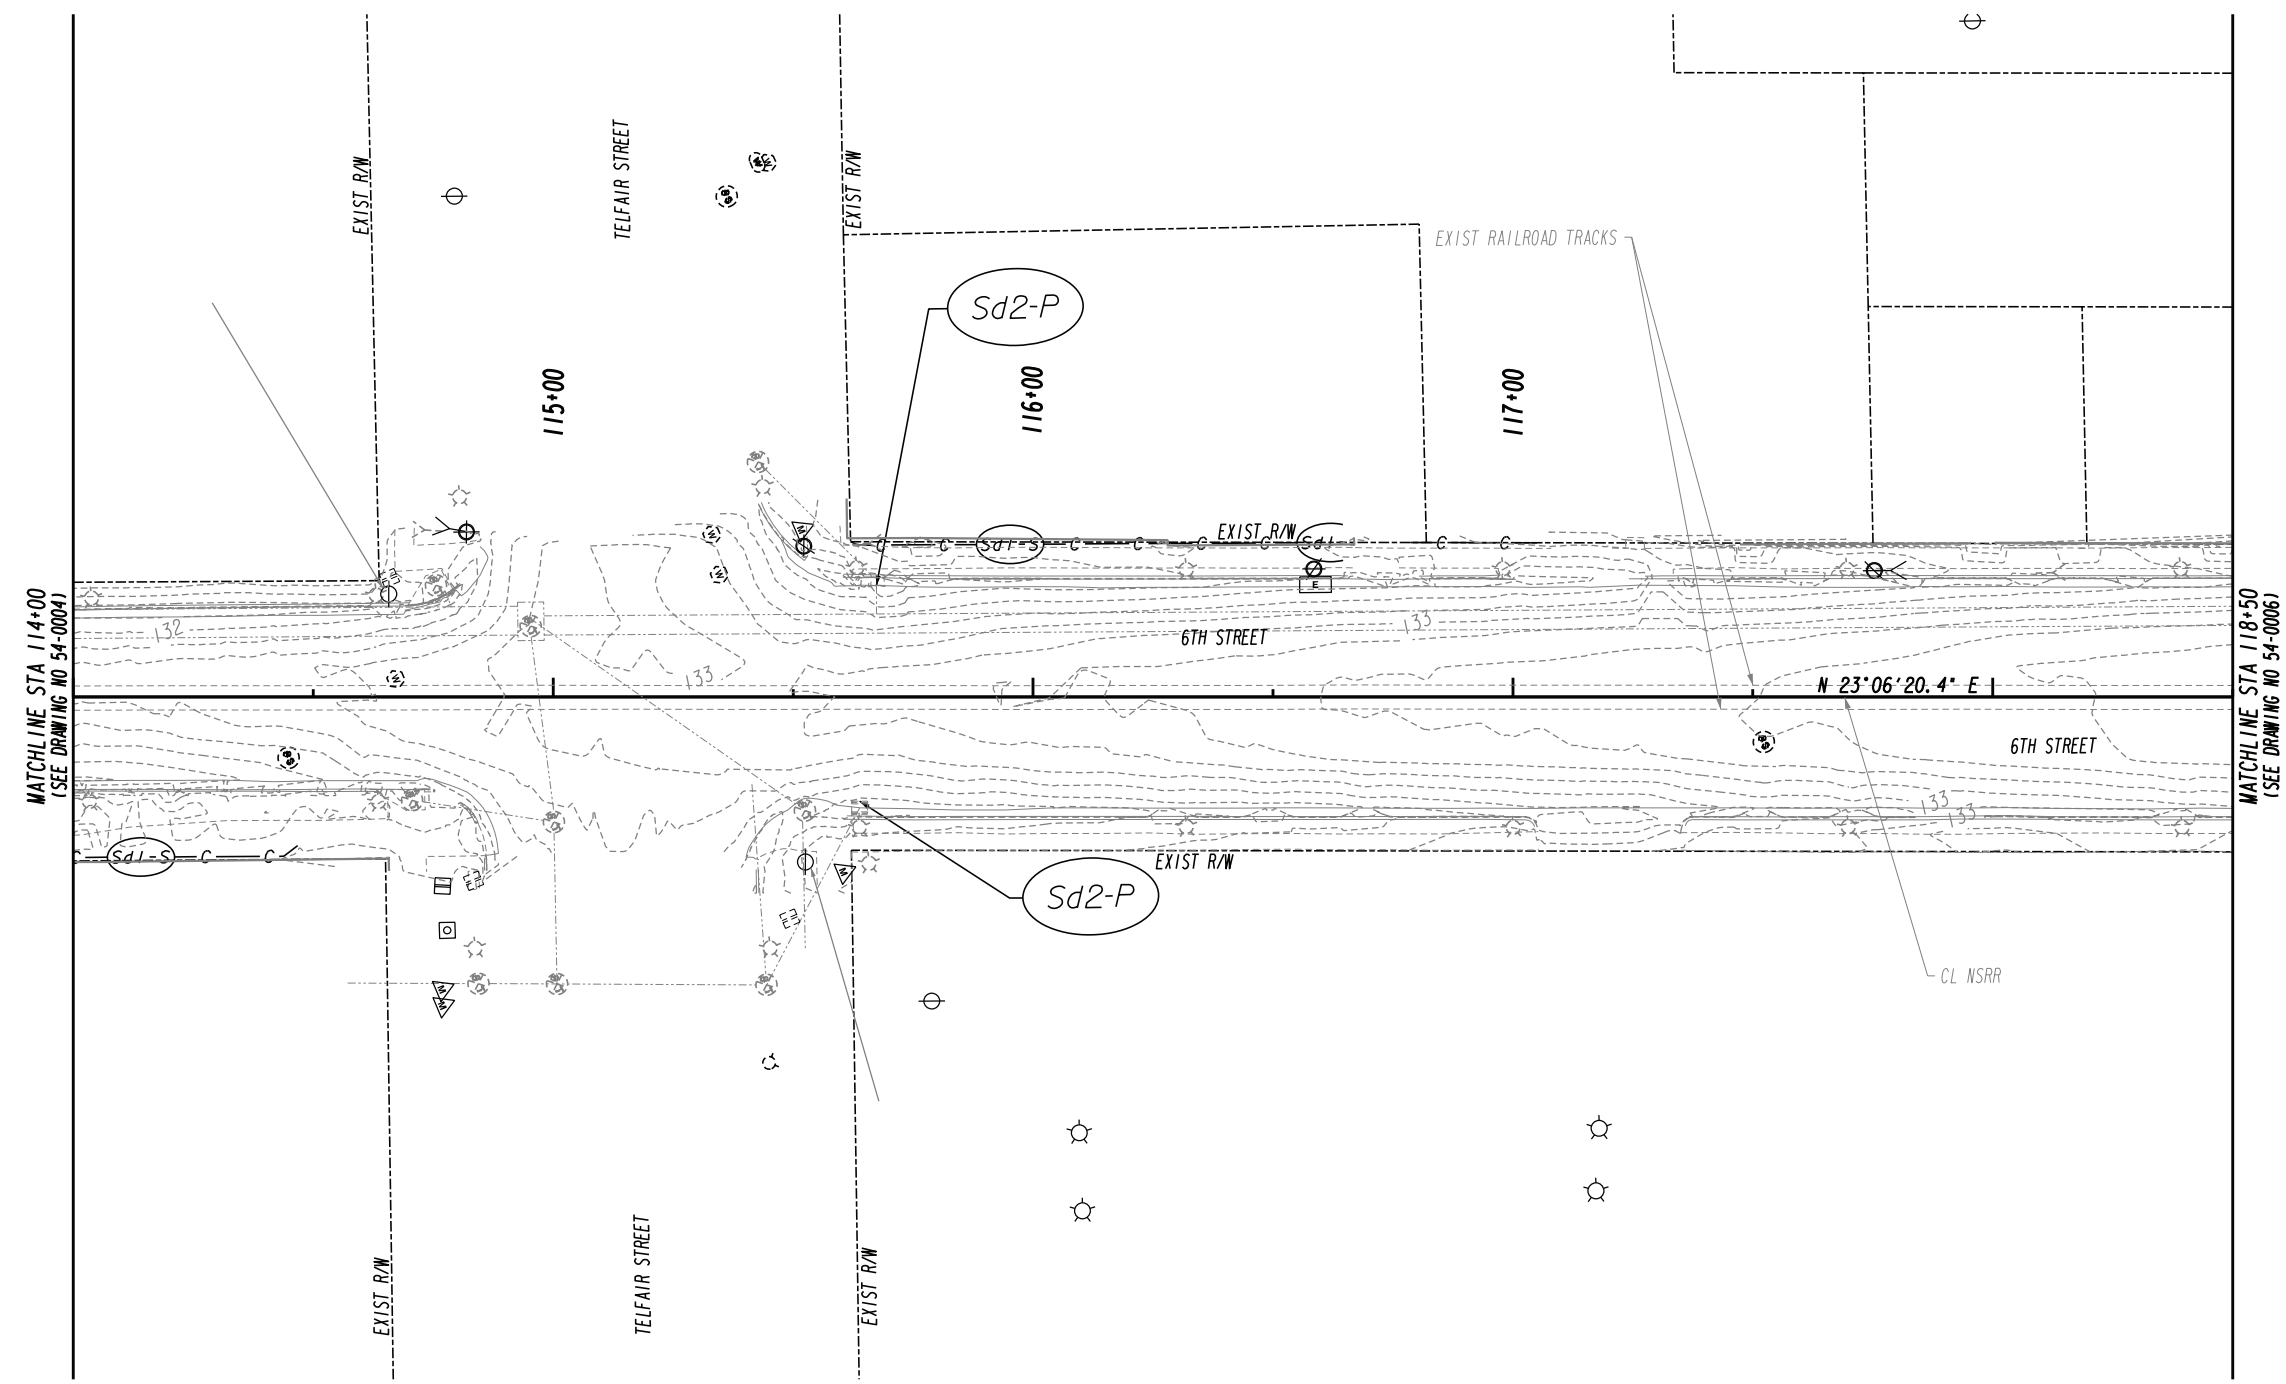 EXIST R/W
TELFAIR STREET
EXIST R/W
EXIST RAILROAD TRACKS
Sd2-P
115+00
116+00
117+00
EXIST R/W
C C Sd1-S C C C C Sd1 C C
M
W
W
E
MATCHLINE STA 114+00
(SEE DRAWING NO 54-0004)
132
133
6TH STREET
133
W
N 23°06'20.4" E
MATCHLINE STA 118+50
(SEE DRAWING NO 54-0006)
6TH STREET
133
133
C Sd1-S C C
EXIST R/W
M
Sd2-P
CL NSRR
M
M
EXIST R/W
TELFAIR STREET
EXIST R/W